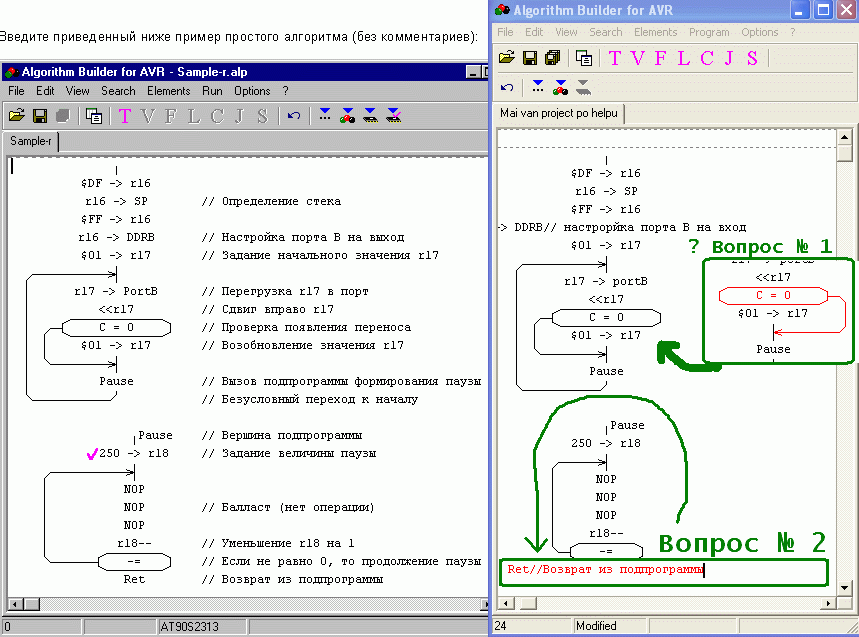 Введите приведенный ниже пример простого алгоритма (без комментариев):
Algorithm Builder for AVR - Sample-r.alp
File Edit View Search Elements Run Options ?
T V F L C J S
Sample-r
$DF -> r16
r16 -> SP // Определение стека
$FF -> r16
r16 -> DDRB // Настройка порта B на выход
$01 -> r17 // Задание начального значения r17
r17 -> PortB // Перегрузка r17 в порт
<<r17 // Сдвиг вправо r17
C = 0 // Проверка появления переноса
$01 -> r17 // Возобновление значения r17
Pause // Вызов подпрограммы формирования паузы
// Безусловный переход к началу
Pause // Вершина подпрограммы
250 -> r18 // Задание величины паузы
NOP
NOP // Балласт (нет операции)
NOP
r18-- // Уменьшение r18 на 1
-= // Если не равно 0, то продолжение паузы
Ret // Возврат из подпрограммы
0 AT90S2313
Algorithm Builder for AVR
File Edit View Search Elements Program Options ?
T V F L C J S
Mai van project po helpu
$DF -> r16
r16 -> SP
$FF -> r16
-> DDRB// настрорйка порта B на вход
$01 -> r17
r17 -> portB
<<r17
C = 0
$01 -> r17
Pause
? вопрос № 1
r17 -> portB
<<r17
C = 0
$01 -> r17
Pause
Pause
250 -> r18
NOP
NOP
NOP
r18--
-=
Вопрос № 2
Ret//Возврат из подпрограммы
24 Modified